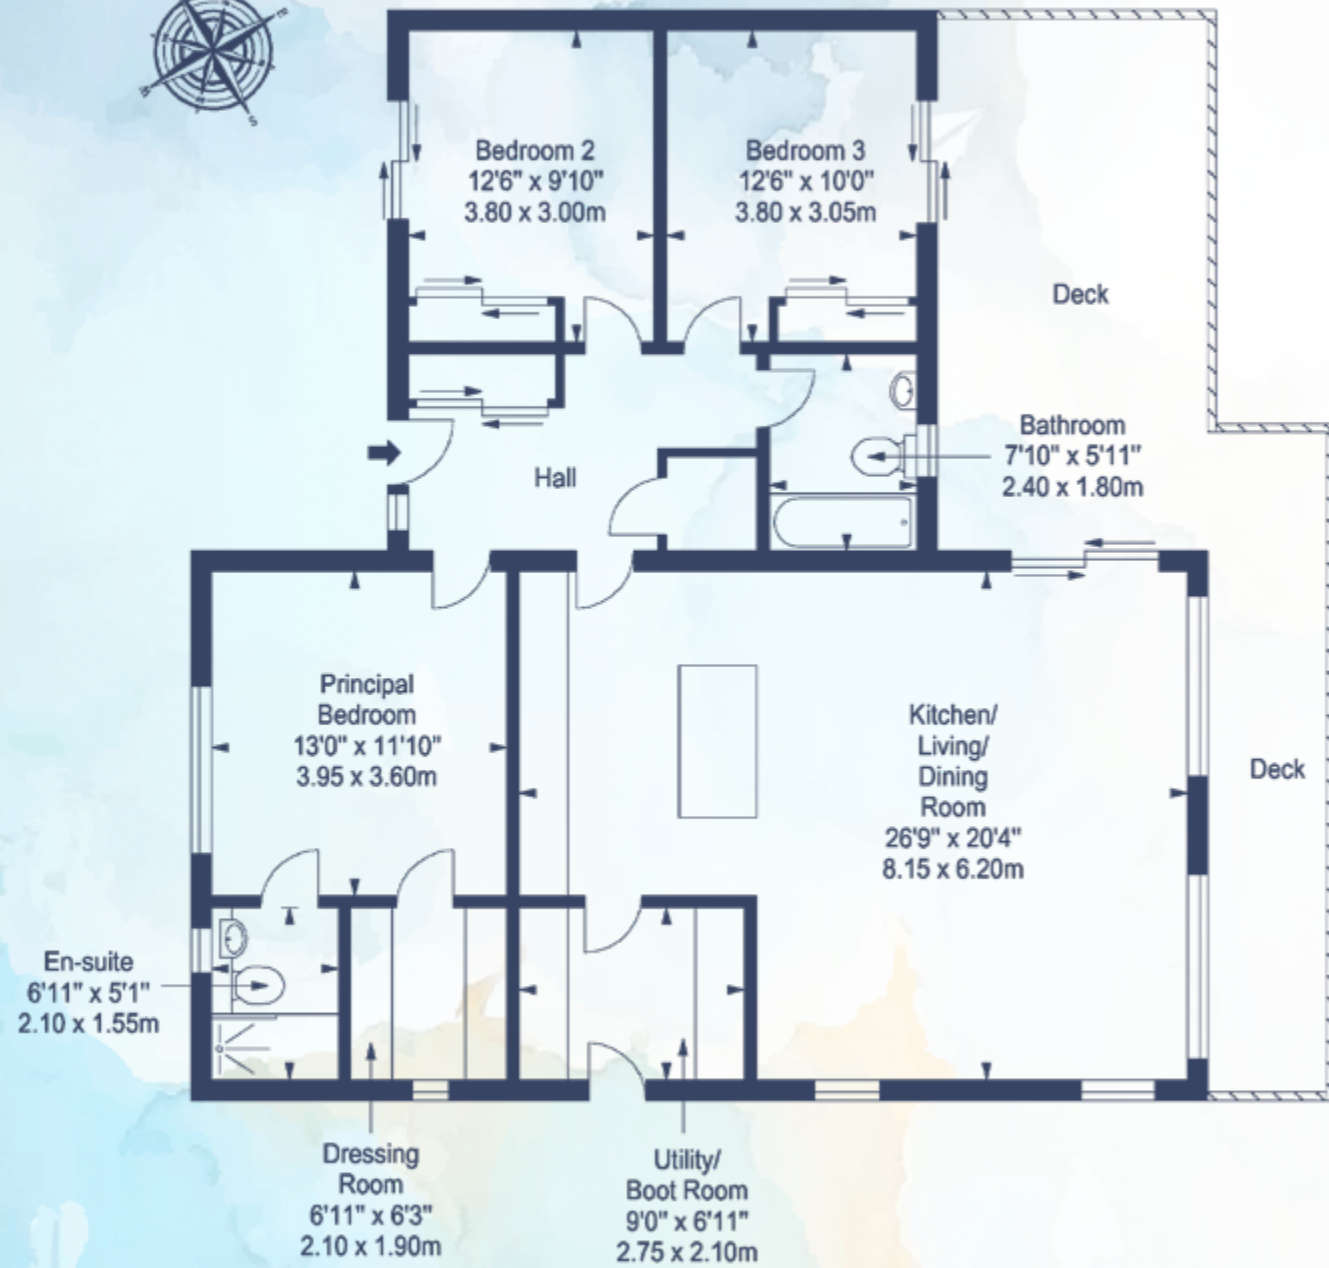 E
W
S
Bedroom 2
12'6" x 9'10"
3.80 x 3.00m
Bedroom 3
12'6" x 10'0"
3.80 x 3.05m
Deck
Bathroom
7'10" x 5'11"
2.40 x 1.80m
Hall
Principal
Bedroom
13'0" x 11'10"
3.95 x 3.60m
Kitchen/
Living/
Dining
Room
26'9" x 20'4"
8.15 x 6.20m
Deck
En-suite
6'11" x 5'1"
2.10 x 1.55m
Dressing
Room
6'11" x 6'3"
2.10 x 1.90m
Utility/
Boot Room
9'0" x 6'11"
2.75 x 2.10m